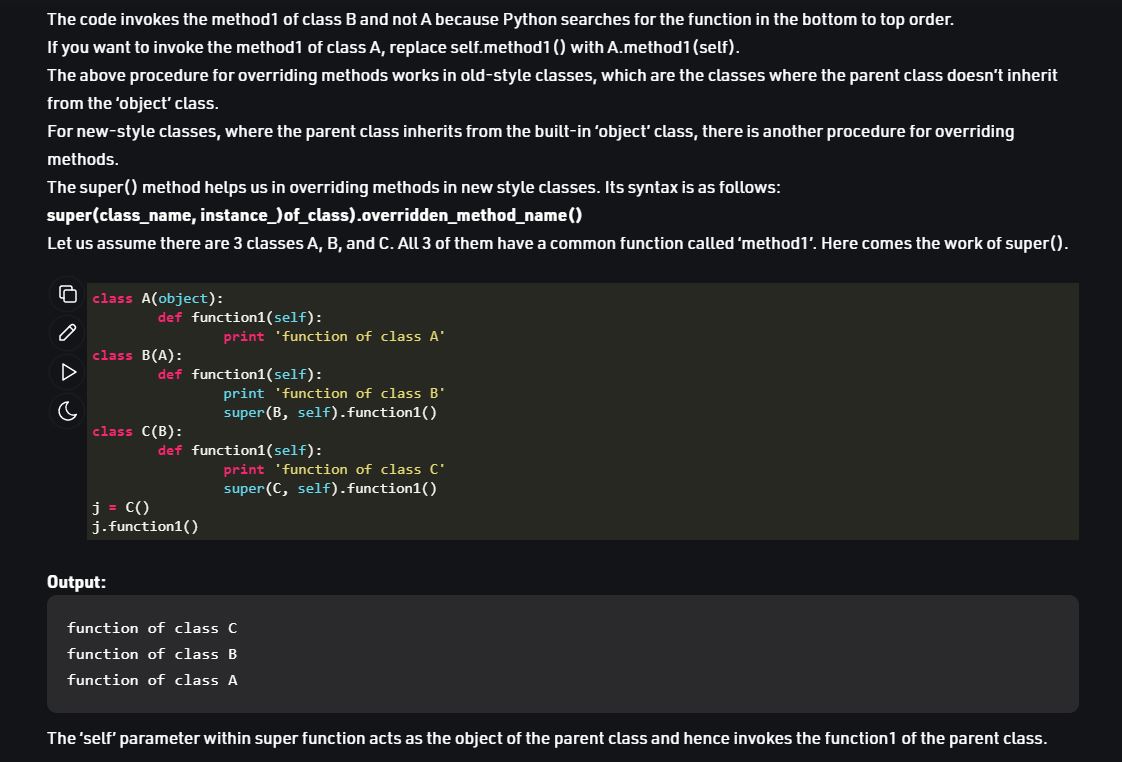 The code invokes the method1 of class B and not A because Python searches for the function in the bottom to top order.
If you want to invoke the method1 of class A, replace self.method1() with A.method1(self).
The above procedure for overriding methods works in old-style classes, which are the classes where the parent class doesn't inherit
from the 'object' class.
For new-style classes, where the parent class inherits from the built-in 'object' class, there is another procedure for overriding
methods.
The super() method helps us in overriding methods in new style classes. Its syntax is as follows:
super(class_name, instance_)of_class).overridden_method_name()
Let us assume there are 3 classes A, B, and C. All 3 of them have a common function called 'method1'. Here comes the work of super().
class A(object):
        def function1(self):
                print 'function of class A'
class B(A):
        def function1(self):
                print 'function of class B'
                super(B, self).function1()
class C(B):
        def function1(self):
                print 'function of class C'
                super(C, self).function1()
j = C()
j.function1()
Output:
function of class C
function of class B
function of class A
The 'self' parameter within super function acts as the object of the parent class and hence invokes the function1 of the parent class.